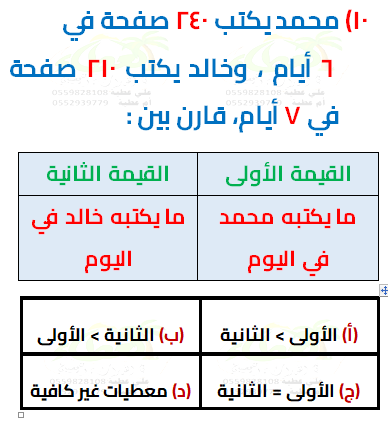 ١٠) محمد يكتب ٢٤٠ صفحة في
٦ أيام ، وخالد يكتب ٢١٠ صفحة
في ٧ أيام، قارن بين :
القيمة الأولى
القيمة الثانية
ما يكتبه محمد
في اليوم
ما يكتبه خالد في
اليوم
(أ) الأولى > الثانية
(ب) الثانية > الأولى
(ج) الأولى = الثانية
(د) معطيات غير كافية